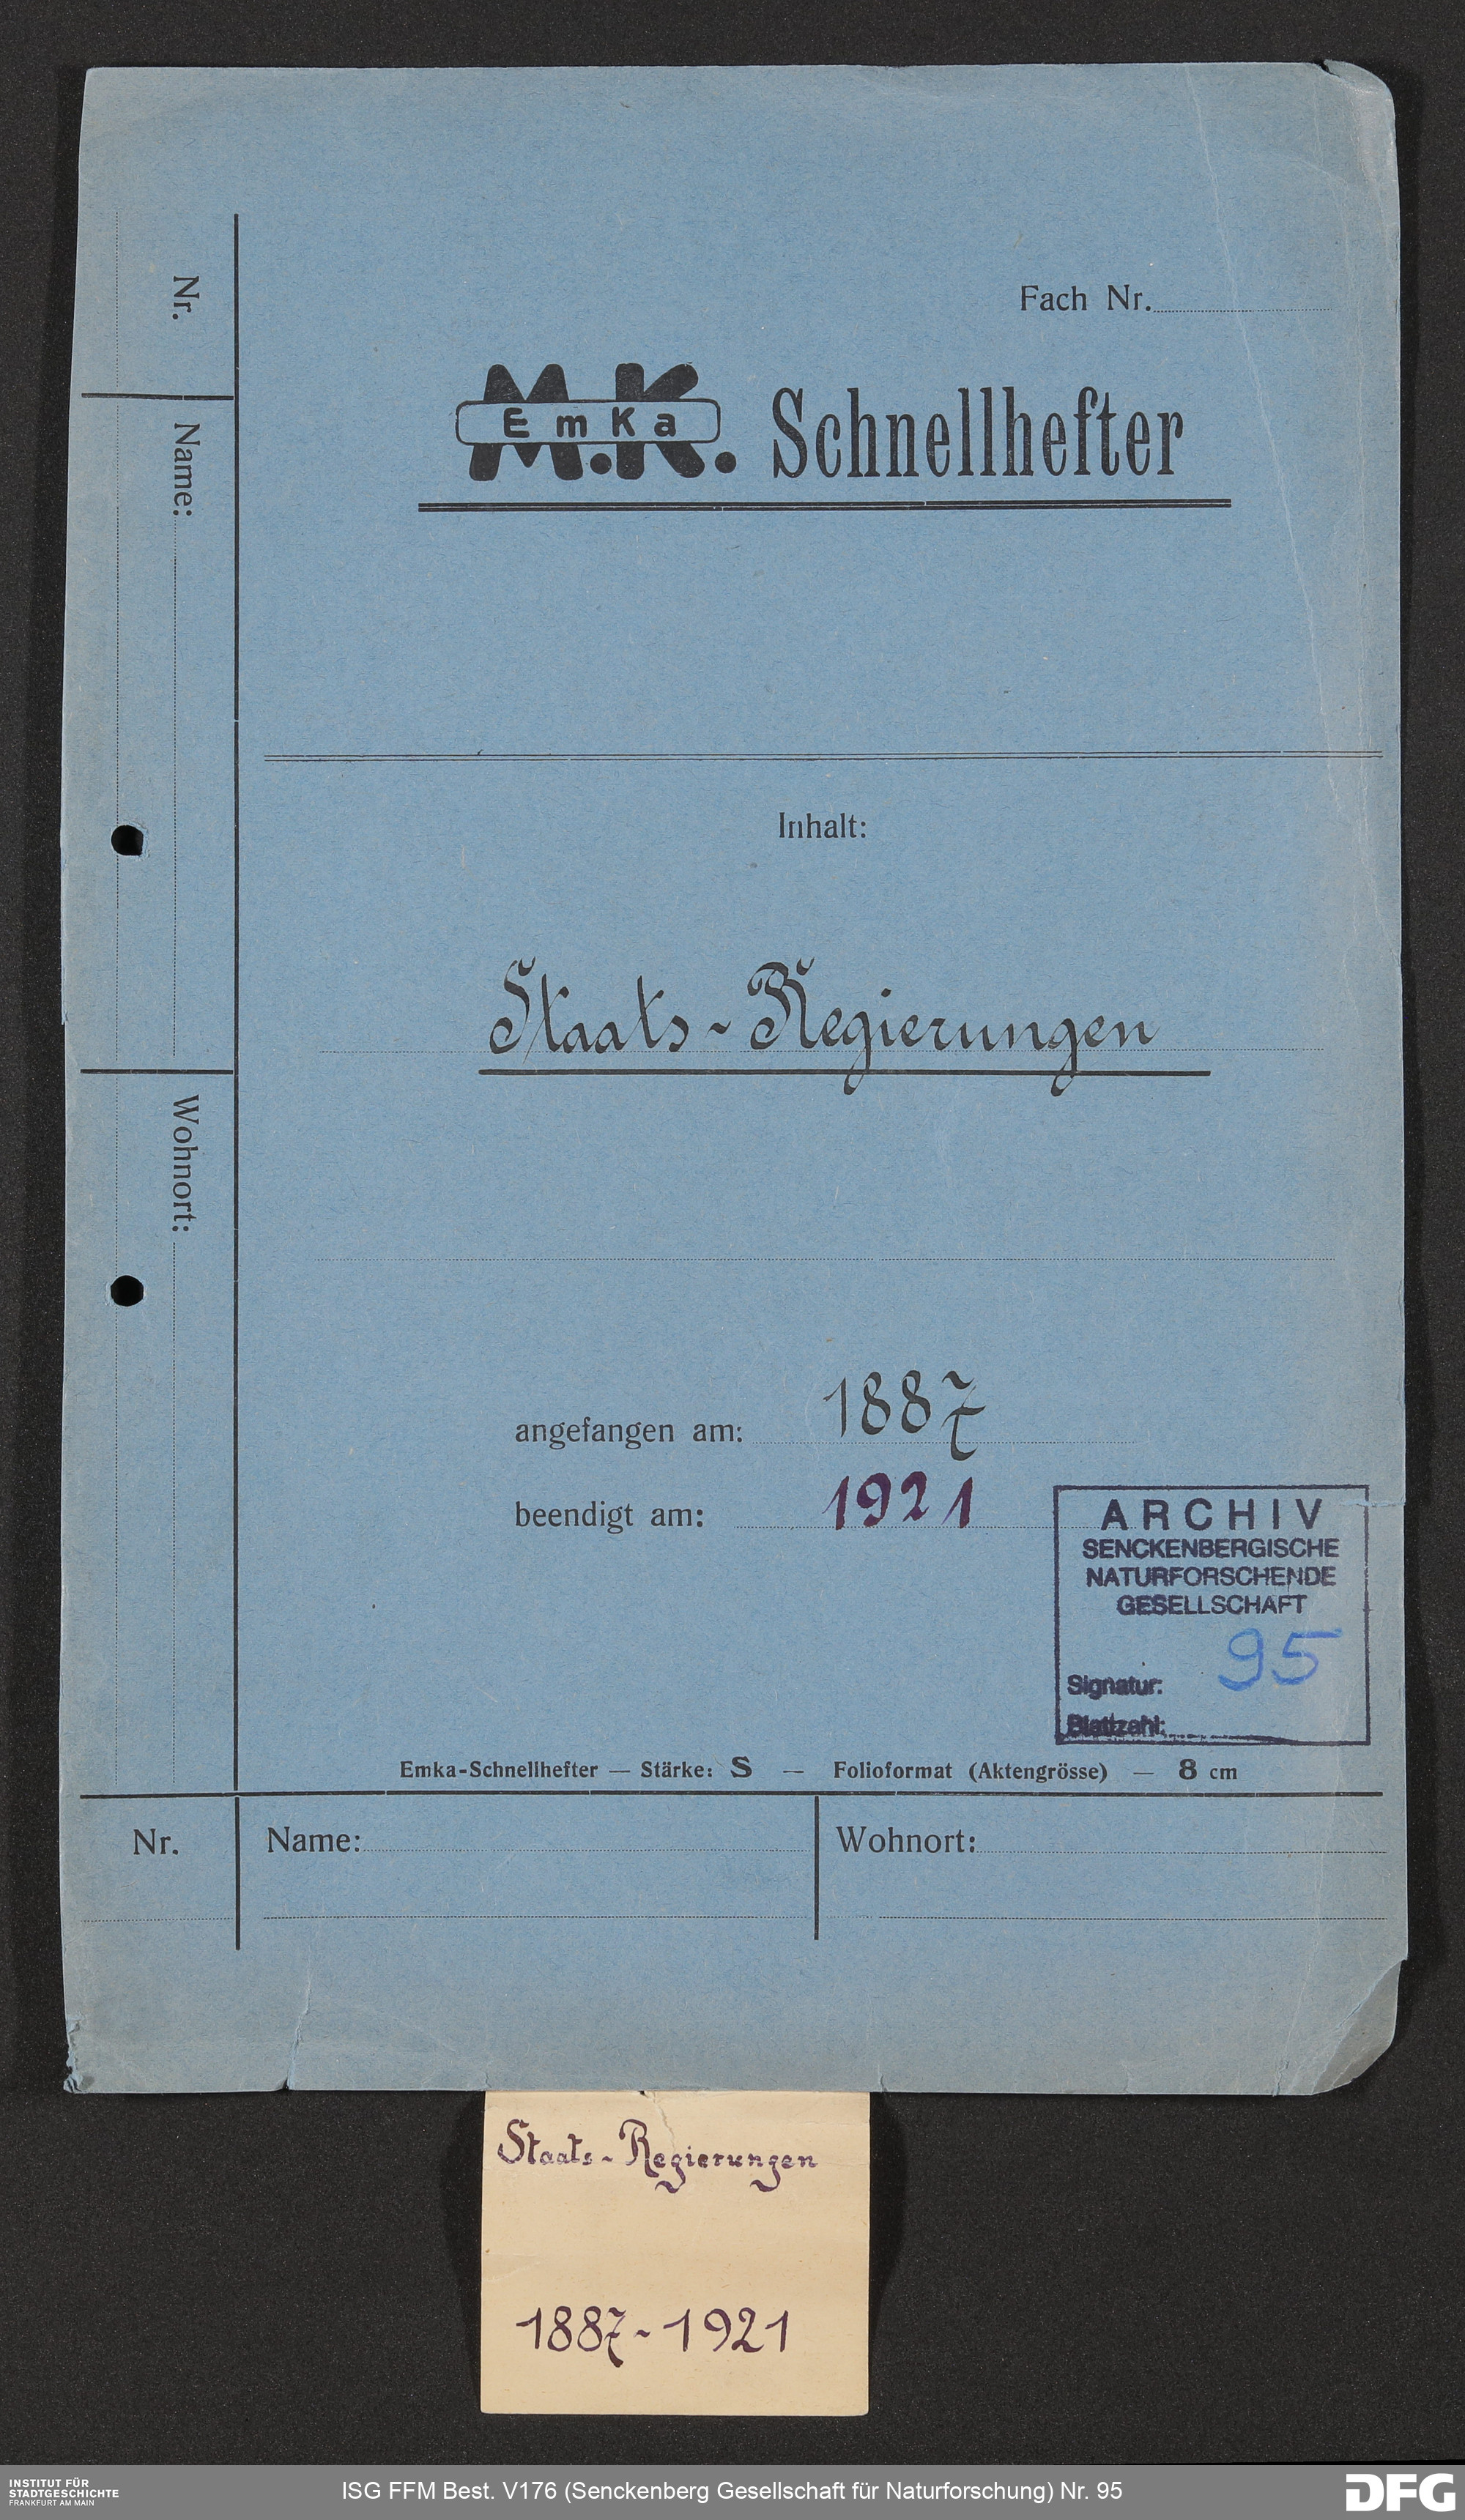 Fach Nr.
M.K.
EmKa
Schnellhefter
Nr.
Name:
Wohnort:
Inhalt:
Staats-Regierungen
angefangen am: 1887
beendigt am: 1921
ARCHIV
SENCKENBERGISCHE
NATURFORSCHENDE
GESELLSCHAFT
95
Signatur:
Blattzahl:
Emka-Schnellhefter — Stärke: S — Folioformat (Aktengrösse) — 8 cm
Nr. Name: Wohnort:
Staats-Regierungen
1887-1921
INSTITUT FÜR
STADTGESCHICHTE
FRANKFURT AM MAIN
ISG FFM Best. V176 (Senckenberg Gesellschaft für Naturforschung) Nr. 95
DFG